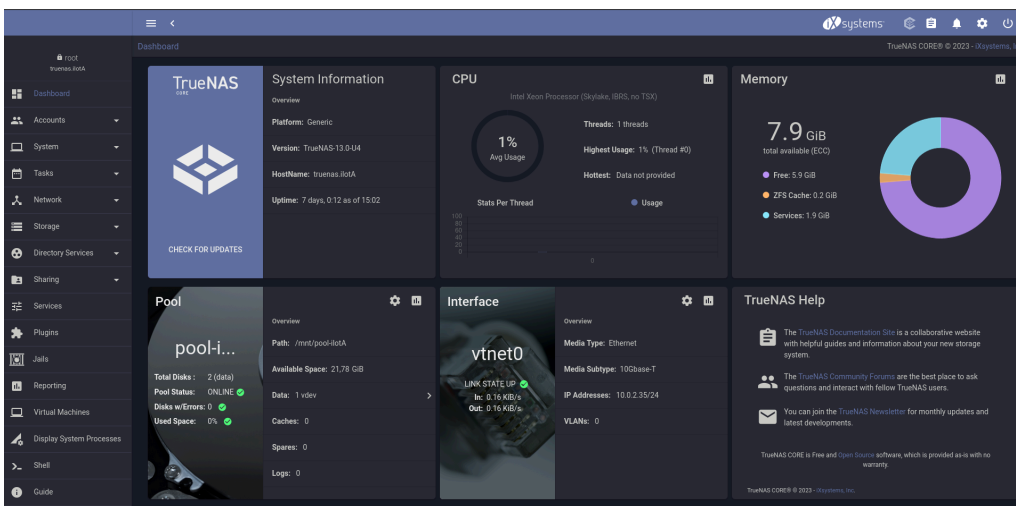 iXsystems
root
truenas.ilotA
Dashboard
Accounts
System
Tasks
Network
Storage
Directory Services
Sharing
Services
Plugins
Jails
Reporting
Virtual Machines
Display System Processes
Shell
Guide
Dashboard
TrueNAS CORE® © 2023 - iXsystems, In
TrueNAS
CORE
CHECK FOR UPDATES
System Information
Overview
Platform: Generic
Version: TrueNAS-13.0-U4
HostName: truenas.ilotA
Uptime: 7 days, 0:12 as of 15:02
CPU
Intel Xeon Processor (Skylake, IBRS, no TSX)
1%
Avg Usage
Threads: 1 threads
Highest Usage: 1% (Thread #0)
Hottest: Data not provided
Stats Per Thread
Usage
100
80
60
40
20
0
0
Memory
7.9 GiB
total available (ECC)
Free: 5.9 GiB
ZFS Cache: 0.2 GiB
Services: 1.9 GiB
Pool
pool-i...
Total Disks : 2 (data)
Pool Status: ONLINE
Disks w/Errors: 0
Used Space: 0%
Overview
Path: /mnt/pool-ilotA
Available Space: 21,78 GiB
Data: 1 vdev
Caches: 0
Spares: 0
Logs: 0
Interface
vtnet0
LINK STATE UP
In: 0.16 KiB/s
Out: 0.16 KiB/s
Overview
Media Type: Ethernet
Media Subtype: 10Gbase-T
IP Addresses: 10.0.2.35/24
VLANs: 0
TrueNAS Help
The TrueNAS Documentation Site is a collaborative website
with helpful guides and information about your new storage
system.
The TrueNAS Community Forums are the best place to ask
questions and interact with fellow TrueNAS users.
You can join the TrueNAS Newsletter for monthly updates and
latest developments.
TrueNAS CORE is Free and Open Source software, which is provided as-is with no
warranty.
TrueNAS CORE® © 2023 - iXsystems, Inc.